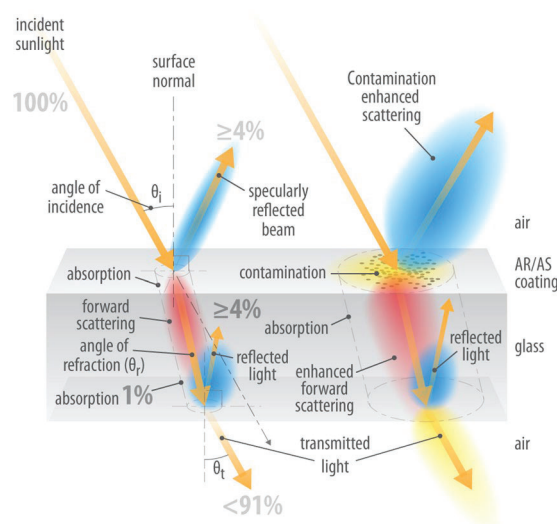 incident
sunlight
100%
surface
normal
≥4%
Contamination
enhanced
scattering
θi
angle of
incidence
specularly
reflected
beam
air
absorption
contamination
AR/AS
coating
forward
scattering
≥4%
absorption
angle of
refraction (θr)
reflected
light
reflected
light
glass
absorption 1%
enhanced
forward
scattering
transmitted
light
air
θt
<91%